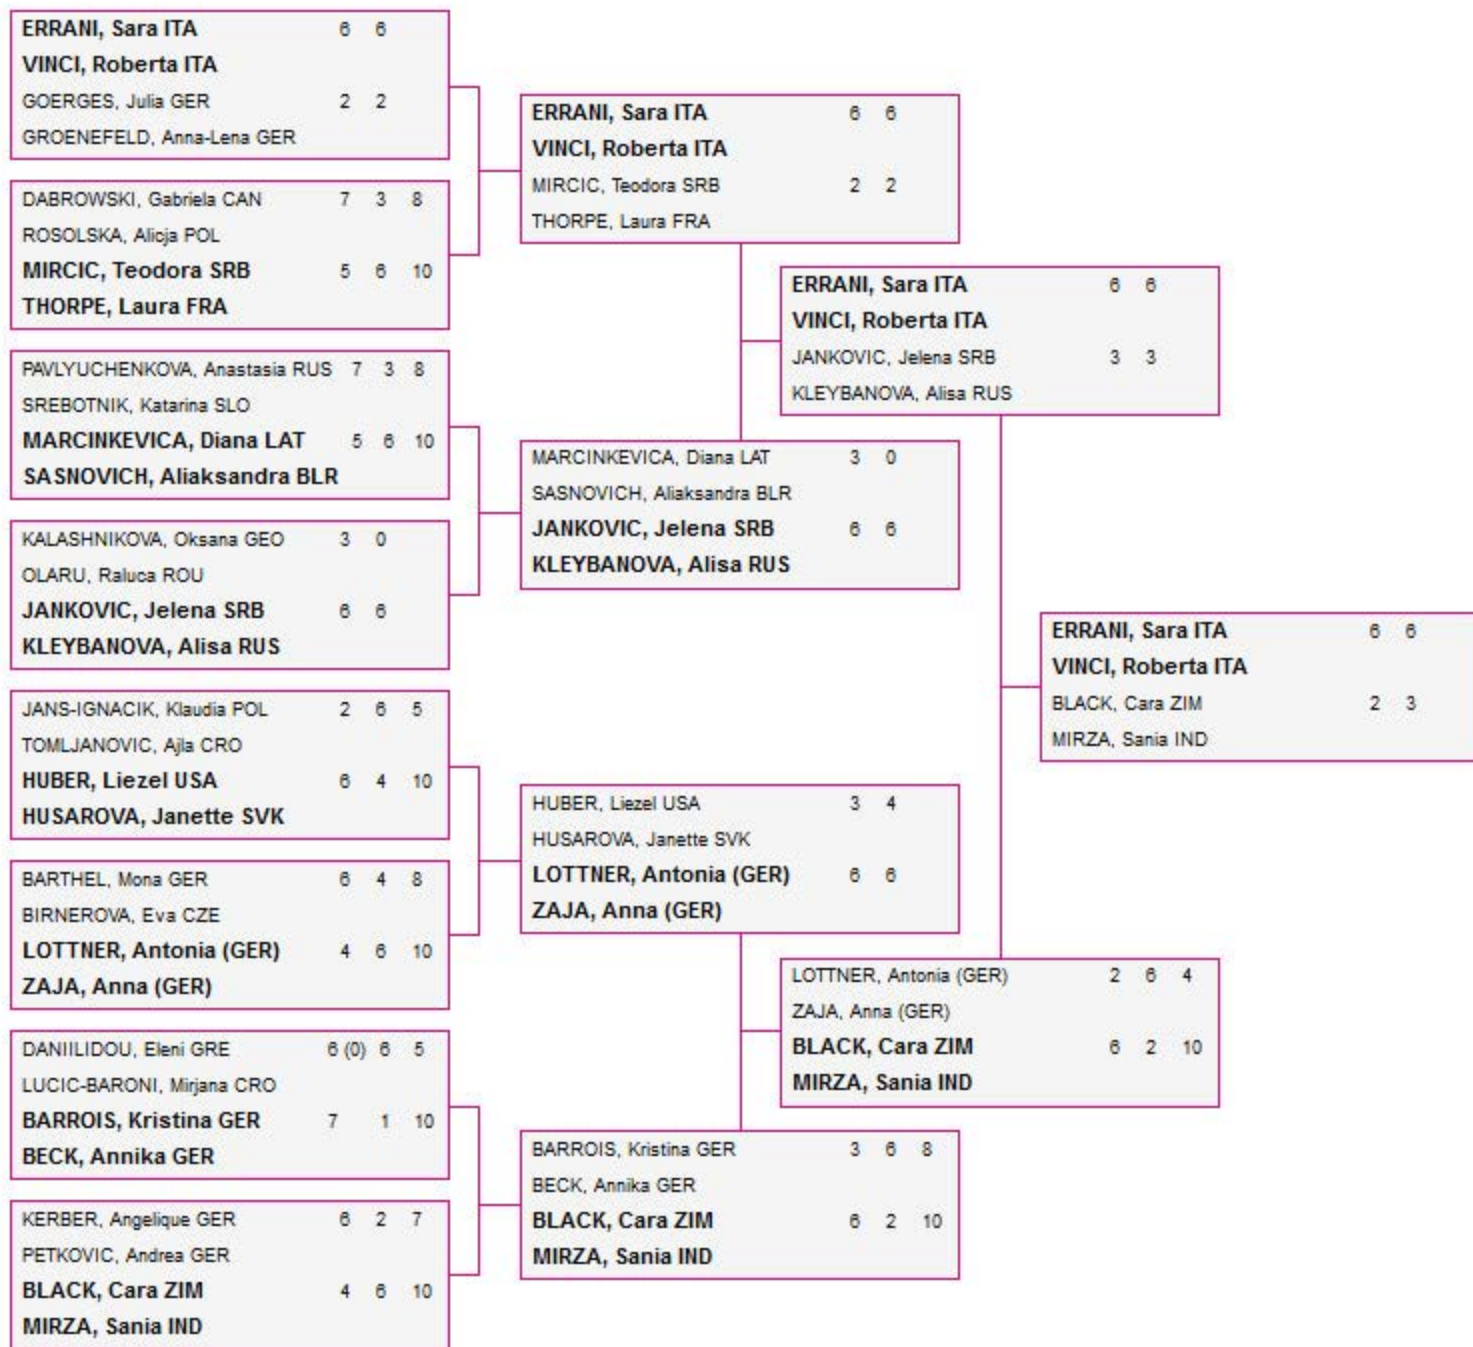 ERRANI, Sara ITA 6 6
VINCI, Roberta ITA
GOERGES, Julia GER 2 2
GROENEFELD, Anna-Lena GER
DABROWSKI, Gabriela CAN 7 3 8
ROSOLSKA, Alicja POL
MIRCIC, Teodora SRB 5 6 10
THORPE, Laura FRA
PAVLYUCHENKOVA, Anastasia RUS 7 3 8
SREBOTNIK, Katarina SLO
MARCINKEVICA, Diana LAT 5 6 10
SASNOVICH, Aliaksandra BLR
KALASHNIKOVA, Oksana GEO 3 0
OLARU, Raluca ROU
JANKOVIC, Jelena SRB 6 6
KLEYBANOVA, Alisa RUS
JANS-IGNACIK, Klaudia POL 2 6 5
TOMLJANOVIC, Ajla CRO
HUBER, Liezel USA 6 4 10
HUSAROVA, Janette SVK
BARTHEL, Mona GER 6 4 8
BIRNEROVA, Eva CZE
LOTTNER, Antonia (GER) 4 6 10
ZAJA, Anna (GER)
DANIILIDOU, Eleni GRE 6 (0) 6 5
LUCIC-BARONI, Mirjana CRO
BARROIS, Kristina GER 7 1 10
BECK, Annika GER
KERBER, Angelique GER 6 2 7
PETKOVIC, Andrea GER
BLACK, Cara ZIM 4 6 10
MIRZA, Sania IND
ERRANI, Sara ITA 6 6
VINCI, Roberta ITA
MIRCIC, Teodora SRB 2 2
THORPE, Laura FRA
MARCINKEVICA, Diana LAT 3 0
SASNOVICH, Aliaksandra BLR
JANKOVIC, Jelena SRB 6 6
KLEYBANOVA, Alisa RUS
HUBER, Liezel USA 3 4
HUSAROVA, Janette SVK
LOTTNER, Antonia (GER) 6 6
ZAJA, Anna (GER)
BARROIS, Kristina GER 3 6 8
BECK, Annika GER
BLACK, Cara ZIM 6 2 10
MIRZA, Sania IND
ERRANI, Sara ITA 6 6
VINCI, Roberta ITA
JANKOVIC, Jelena SRB 3 3
KLEYBANOVA, Alisa RUS
LOTTNER, Antonia (GER) 2 6 4
ZAJA, Anna (GER)
BLACK, Cara ZIM 6 2 10
MIRZA, Sania IND
ERRANI, Sara ITA 6 6
VINCI, Roberta ITA
BLACK, Cara ZIM 2 3
MIRZA, Sania IND